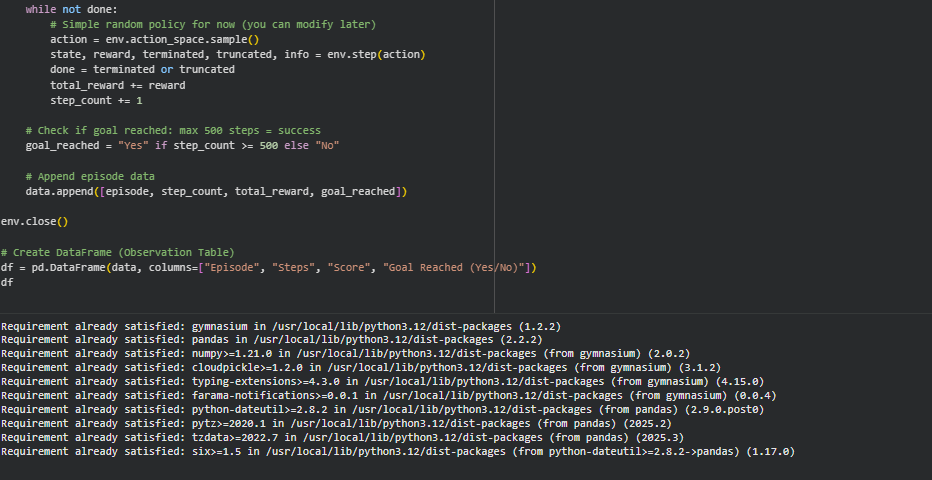 while not done:
# Simple random policy for now (you can modify later)
action = env.action_space.sample()
state, reward, terminated, truncated, info = env.step(action)
done = terminated or truncated
total_reward += reward
step_count += 1
# Check if goal reached: max 500 steps = success
goal_reached = "Yes" if step_count >= 500 else "No"
# Append episode data
data.append([episode, step_count, total_reward, goal_reached])
env.close()
# Create DataFrame (Observation Table)
df = pd.DataFrame(data, columns=["Episode", "Steps", "Score", "Goal Reached (Yes/No)"])
df
Requirement already satisfied: gymnasium in /usr/local/lib/python3.12/dist-packages (1.2.2)
Requirement already satisfied: pandas in /usr/local/lib/python3.12/dist-packages (2.2.2)
Requirement already satisfied: numpy>=1.21.0 in /usr/local/lib/python3.12/dist-packages (from gymnasium) (2.0.2)
Requirement already satisfied: cloudpickle>=1.2.0 in /usr/local/lib/python3.12/dist-packages (from gymnasium) (3.1.2)
Requirement already satisfied: typing-extensions>=4.3.0 in /usr/local/lib/python3.12/dist-packages (from gymnasium) (4.15.0)
Requirement already satisfied: farama-notifications>=0.0.1 in /usr/local/lib/python3.12/dist-packages (from gymnasium) (0.0.4)
Requirement already satisfied: python-dateutil>=2.8.2 in /usr/local/lib/python3.12/dist-packages (from pandas) (2.9.0.post0)
Requirement already satisfied: pytz>=2020.1 in /usr/local/lib/python3.12/dist-packages (from pandas) (2025.2)
Requirement already satisfied: tzdata>=2022.7 in /usr/local/lib/python3.12/dist-packages (from pandas) (2025.3)
Requirement already satisfied: six>=1.5 in /usr/local/lib/python3.12/dist-packages (from python-dateutil>=2.8.2->pandas) (1.17.0)